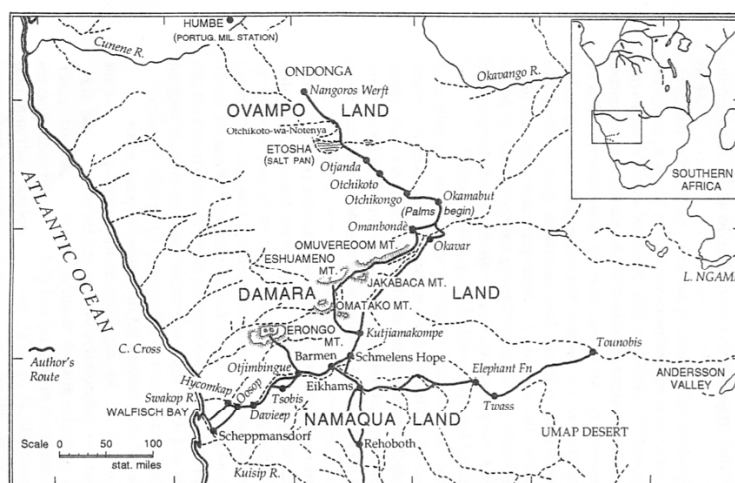 HUMBE
(PORTUG. MIL. STATION)
Cunene R.
ONDONGA
Nangoros Werft
Okavango R.
OVAMPO LAND
Otchikoto-wa-Notenya
ETOSHA
(SALT PAN)
Otjanda
Otchikoto
Otchikongo
Okamabut
(Palms begin)
SOUTHERN
AFRICA
ATLANTIC OCEAN
Omanbondè
Okavar
OMUVEREOOM MT.
ESHUAMENO
MT.
JAKABACA MT.
L. NGAMI
DAMARA LAND
OMATAKO MT.
ERONGO
MT.
Kutjiamakompe
C. Cross
Author's
Route
Barmen
Schmelens Hope
Tounobis
Otjimbingue
Elephant Fn
ANDERSSON
VALLEY
Hycomkap
Oosop
Tsobis
Eikhams
Swakop R.
WALFISCH BAY
Davieep
Twass
NAMAQUA LAND
Scheppmansdorf
Rehoboth
UMAP DESERT
Scale 0 50 100
stat. miles
Kuisip R.